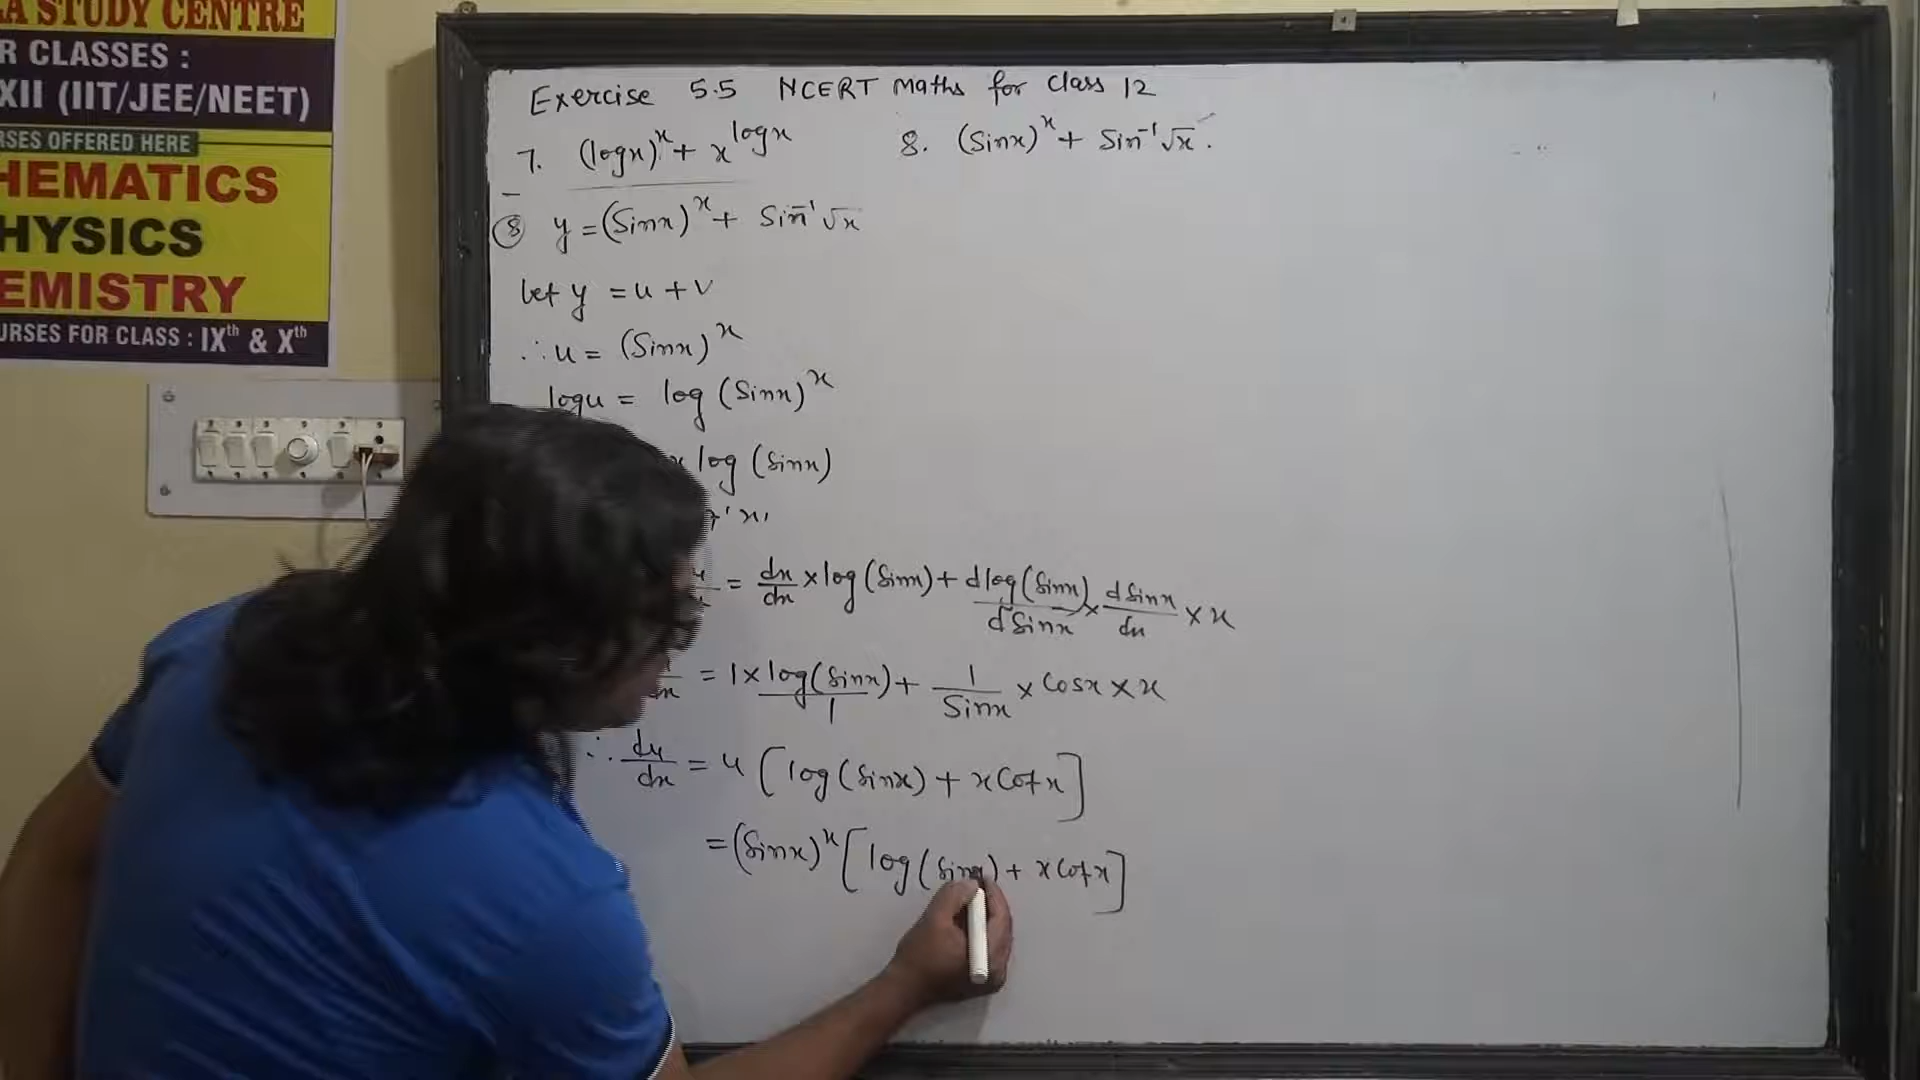 A STUDY CENTRE
R CLASSES :
XII (IIT/JEE/NEET)
RSES OFFERED HERE
HEMATICS
HYSICS
EMISTRY
URSES FOR CLASS : IXth & Xth
Exercise 5.5 NCERT Maths for Class 12
7. (logx)^x + x^logx 8. (Sinx)^x + Sin⁻¹√x.
⑧ y = (Sinx)^x + Sin⁻¹√x
let y = u + v
∴ u = (Sinx)^x
logu = log (Sinx)^x
x log (Sinx)
'x'
= dx/dx × log(Sinx) + dlog(Sinx)/dSinx × dSinx/dx × x
= 1 × log(Sinx)/1 + 1/Sinx × Cosx × x
∴ du/dx = u [log(Sinx) + x Cotx]
= (Sinx)^x [log(Sinx) + x Cotx]